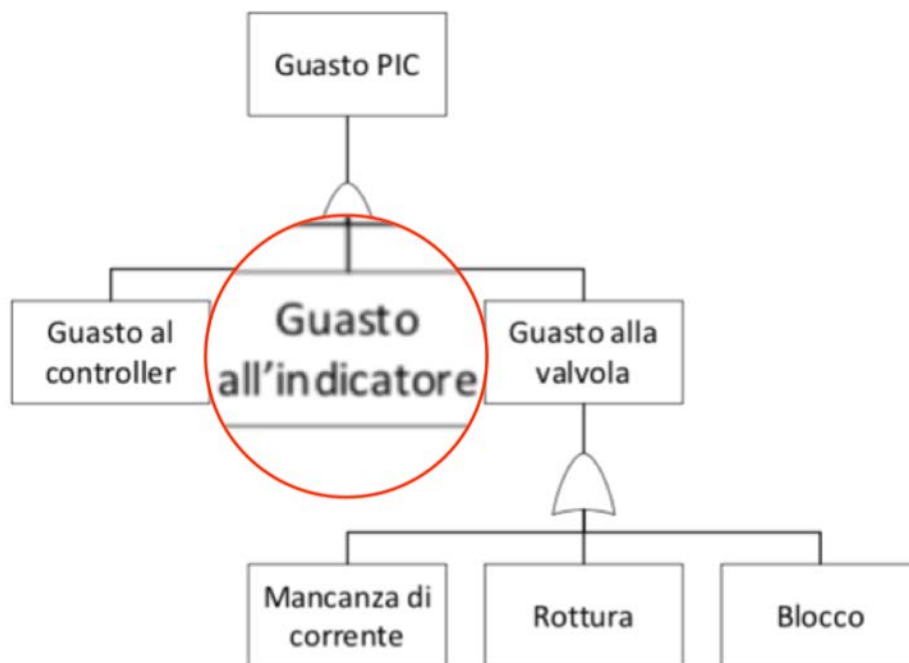 Guasto PIC
Guasto al
controller
Guasto
all’indicatore
Guasto alla
valvola
Mancanza di
corrente
Rottura
Blocco